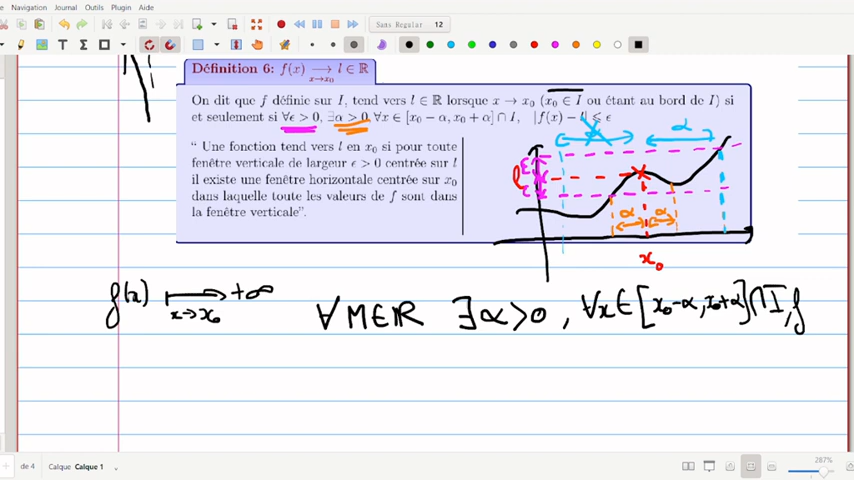 Navigation Journal Outils Plugin Aide
Sans Regular 12
Définition 6: f(x) ⟶ l ∈ ℝ
x→x₀
On dit que f définie sur I, tend vers l ∈ ℝ lorsque x → x₀ (x₀ ∈ I ou étant au bord de I) si
et seulement si ∀ϵ > 0, ∃α > 0, ∀x ∈ [x₀ − α, x₀ + α] ∩ I, |f(x) − l| ⩽ ϵ
“ Une fonction tend vers l en x₀ si pour toute
fenêtre verticale de largeur ϵ > 0 centrée sur l
il existe une fenêtre horizontale centrée sur x₀
dans laquelle toute les valeurs de f sont dans
la fenêtre verticale”.
α α
ε
l
ε
α α
x₀
f(x) ⟼ +∞ ∀ M ∈ ℝ ∃ α > 0, ∀x ∈ [x₀-α, x₀+α] ∩ I, f
x→x₀
de 4 Calque Calque 1
287%